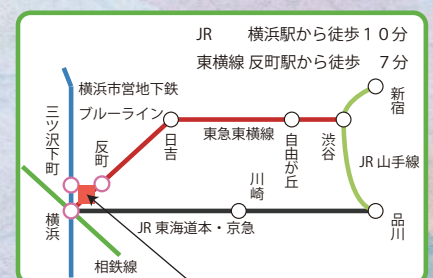 JR 横浜駅から徒歩10分
東横線 反町駅から徒歩 7分
横浜市営地下鉄
ブルーライン
新宿
三ツ沢下町
反町
日吉
東急東横線
自由が丘
渋谷
JR 山手線
川崎
横浜
JR 東海道本・京急
品川
相鉄線